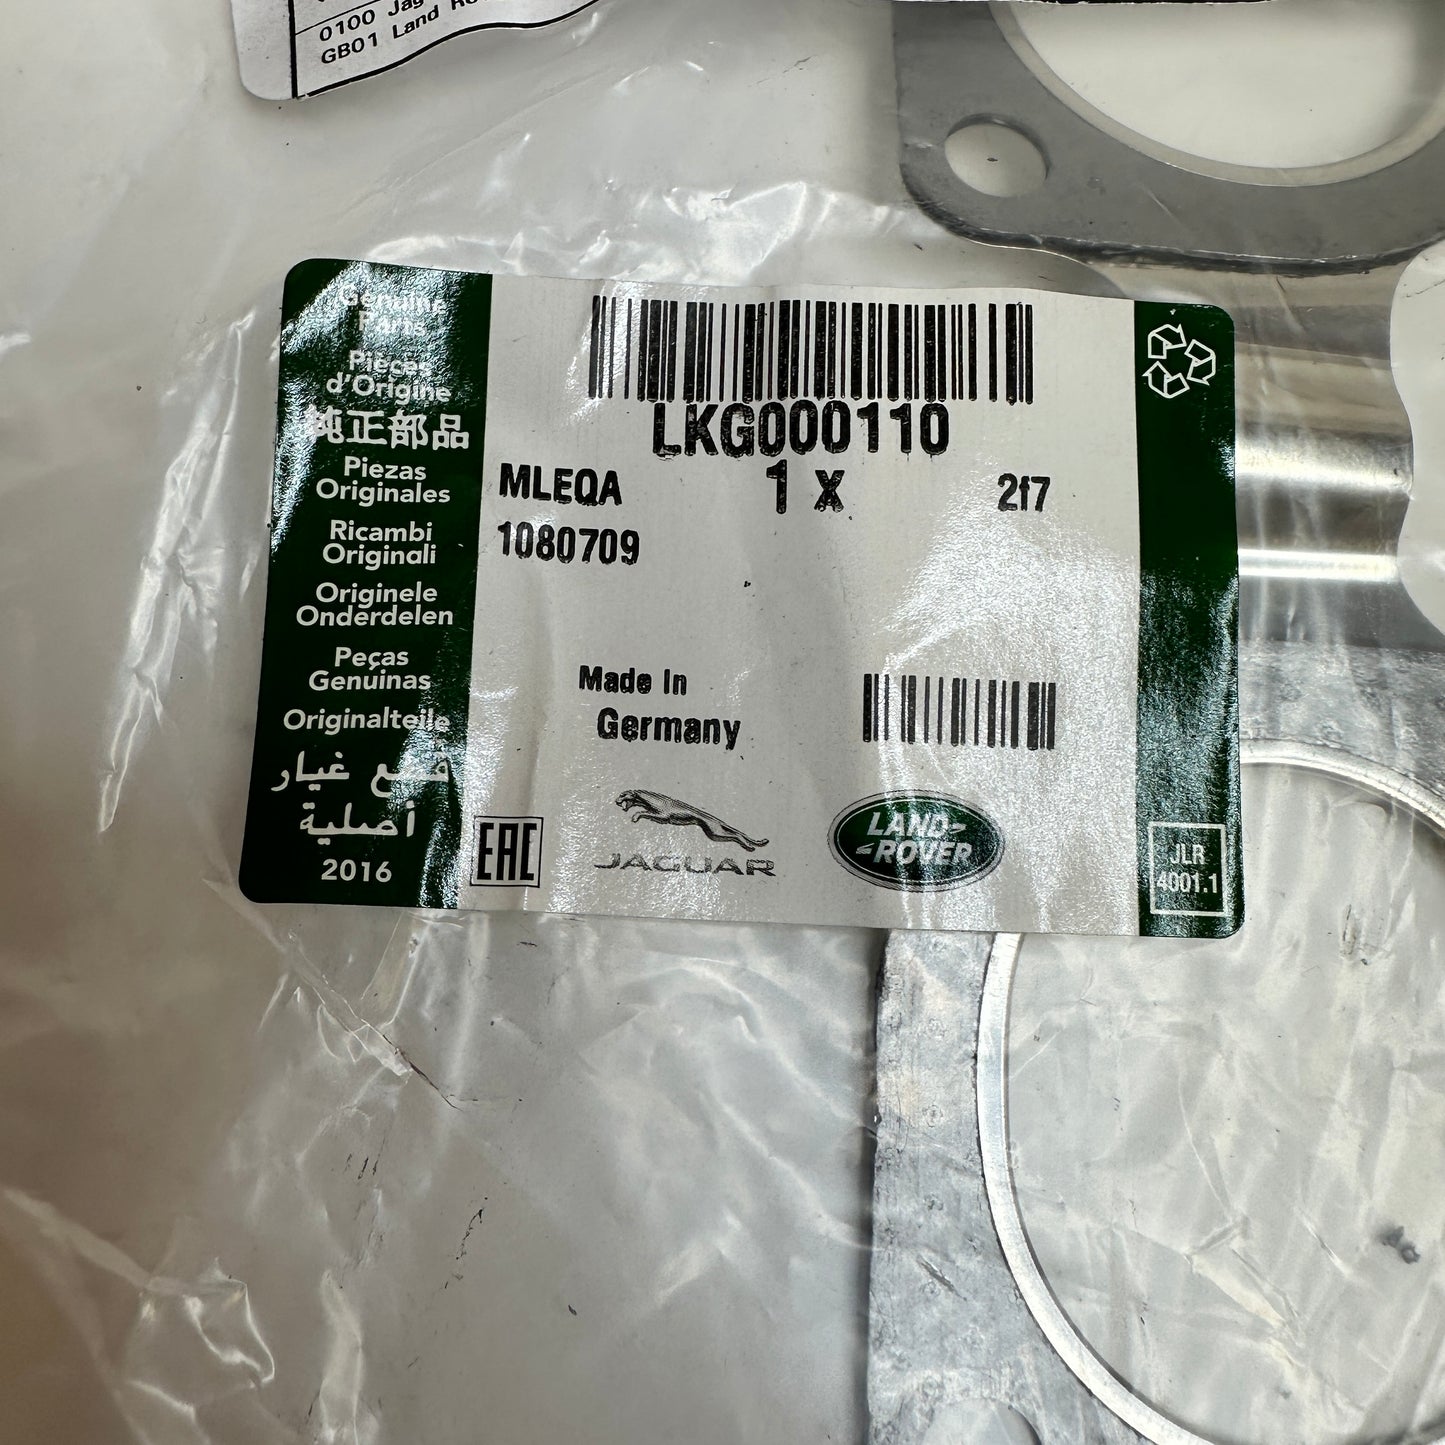 0100 Jag
GB01 Land Ro
Genuine
Parts
Pièces
d'Origine
純正部品
Piezas
Originales
Ricambi
Originali
Originele
Onderdelen
Peças
Genuinas
Originalteile
قطع غيار
أصلية
2016
LKG000110
MLEQA 1 X 2f7
1080709
Made In
Germany
EAC
JAGUAR
LAND-
-ROVER
JLR
4001.1